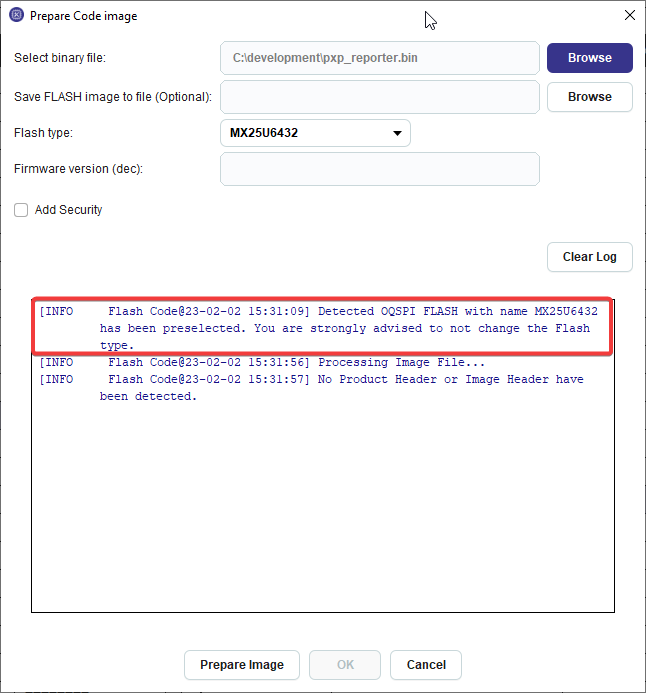 Prepare Code image
Select binary file:
C:\development\pxp_reporter.bin
Browse
Save FLASH image to file (Optional):
Browse
Flash type:
MX25U6432
Firmware version (dec):
Add Security
Clear Log
[INFO Flash Code@23-02-02 15:31:09] Detected OQSPI FLASH with name MX25U6432
has been preselected. You are strongly advised to not change the Flash
type.
[INFO Flash Code@23-02-02 15:31:56] Processing Image File...
[INFO Flash Code@23-02-02 15:31:57] No Product Header or Image Header have
been detected.
Prepare Image
OK
Cancel